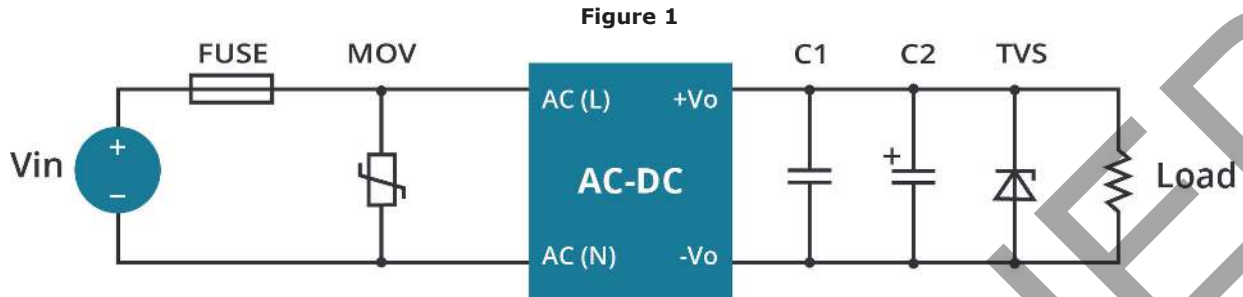 Figure 1
FUSE MOV C1 C2 TVS
AC (L) +Vo
+
Vin AC-DC + Load
−
AC (N) -Vo